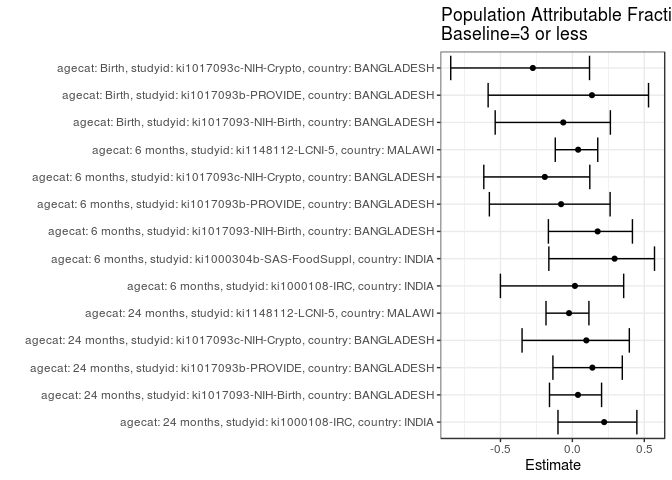 Population Attributable Fracti
Baseline=3 or less
agecat: Birth, studyid: ki1017093c-NIH-Crypto, country: BANGLADESH
agecat: Birth, studyid: ki1017093b-PROVIDE, country: BANGLADESH
agecat: Birth, studyid: ki1017093-NIH-Birth, country: BANGLADESH
agecat: 6 months, studyid: ki1148112-LCNI-5, country: MALAWI
agecat: 6 months, studyid: ki1017093c-NIH-Crypto, country: BANGLADESH
agecat: 6 months, studyid: ki1017093b-PROVIDE, country: BANGLADESH
agecat: 6 months, studyid: ki1017093-NIH-Birth, country: BANGLADESH
agecat: 6 months, studyid: ki1000304b-SAS-FoodSuppl, country: INDIA
agecat: 6 months, studyid: ki1000108-IRC, country: INDIA
agecat: 24 months, studyid: ki1148112-LCNI-5, country: MALAWI
agecat: 24 months, studyid: ki1017093c-NIH-Crypto, country: BANGLADESH
agecat: 24 months, studyid: ki1017093b-PROVIDE, country: BANGLADESH
agecat: 24 months, studyid: ki1017093-NIH-Birth, country: BANGLADESH
agecat: 24 months, studyid: ki1000108-IRC, country: INDIA
-0.5 0.0 0.5
Estimate